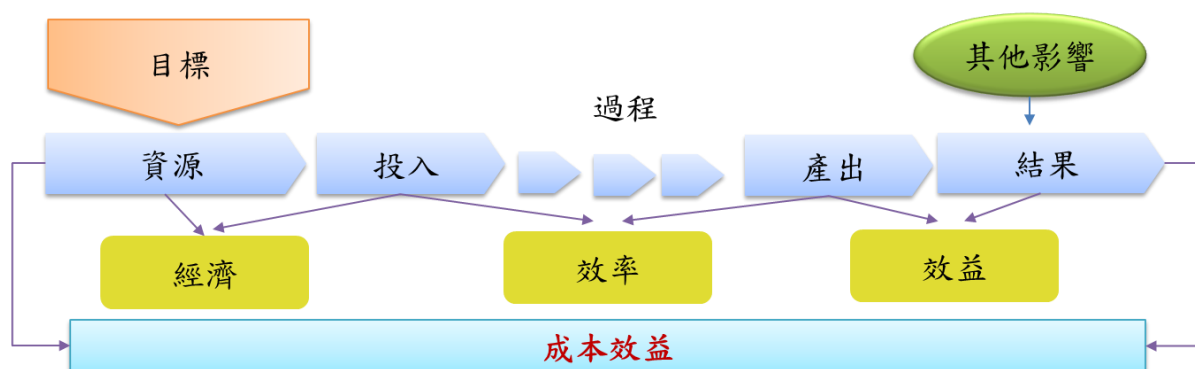 目標
其他影響
過程
資源
投入
產出
結果
經濟
效率
效益
成本效益